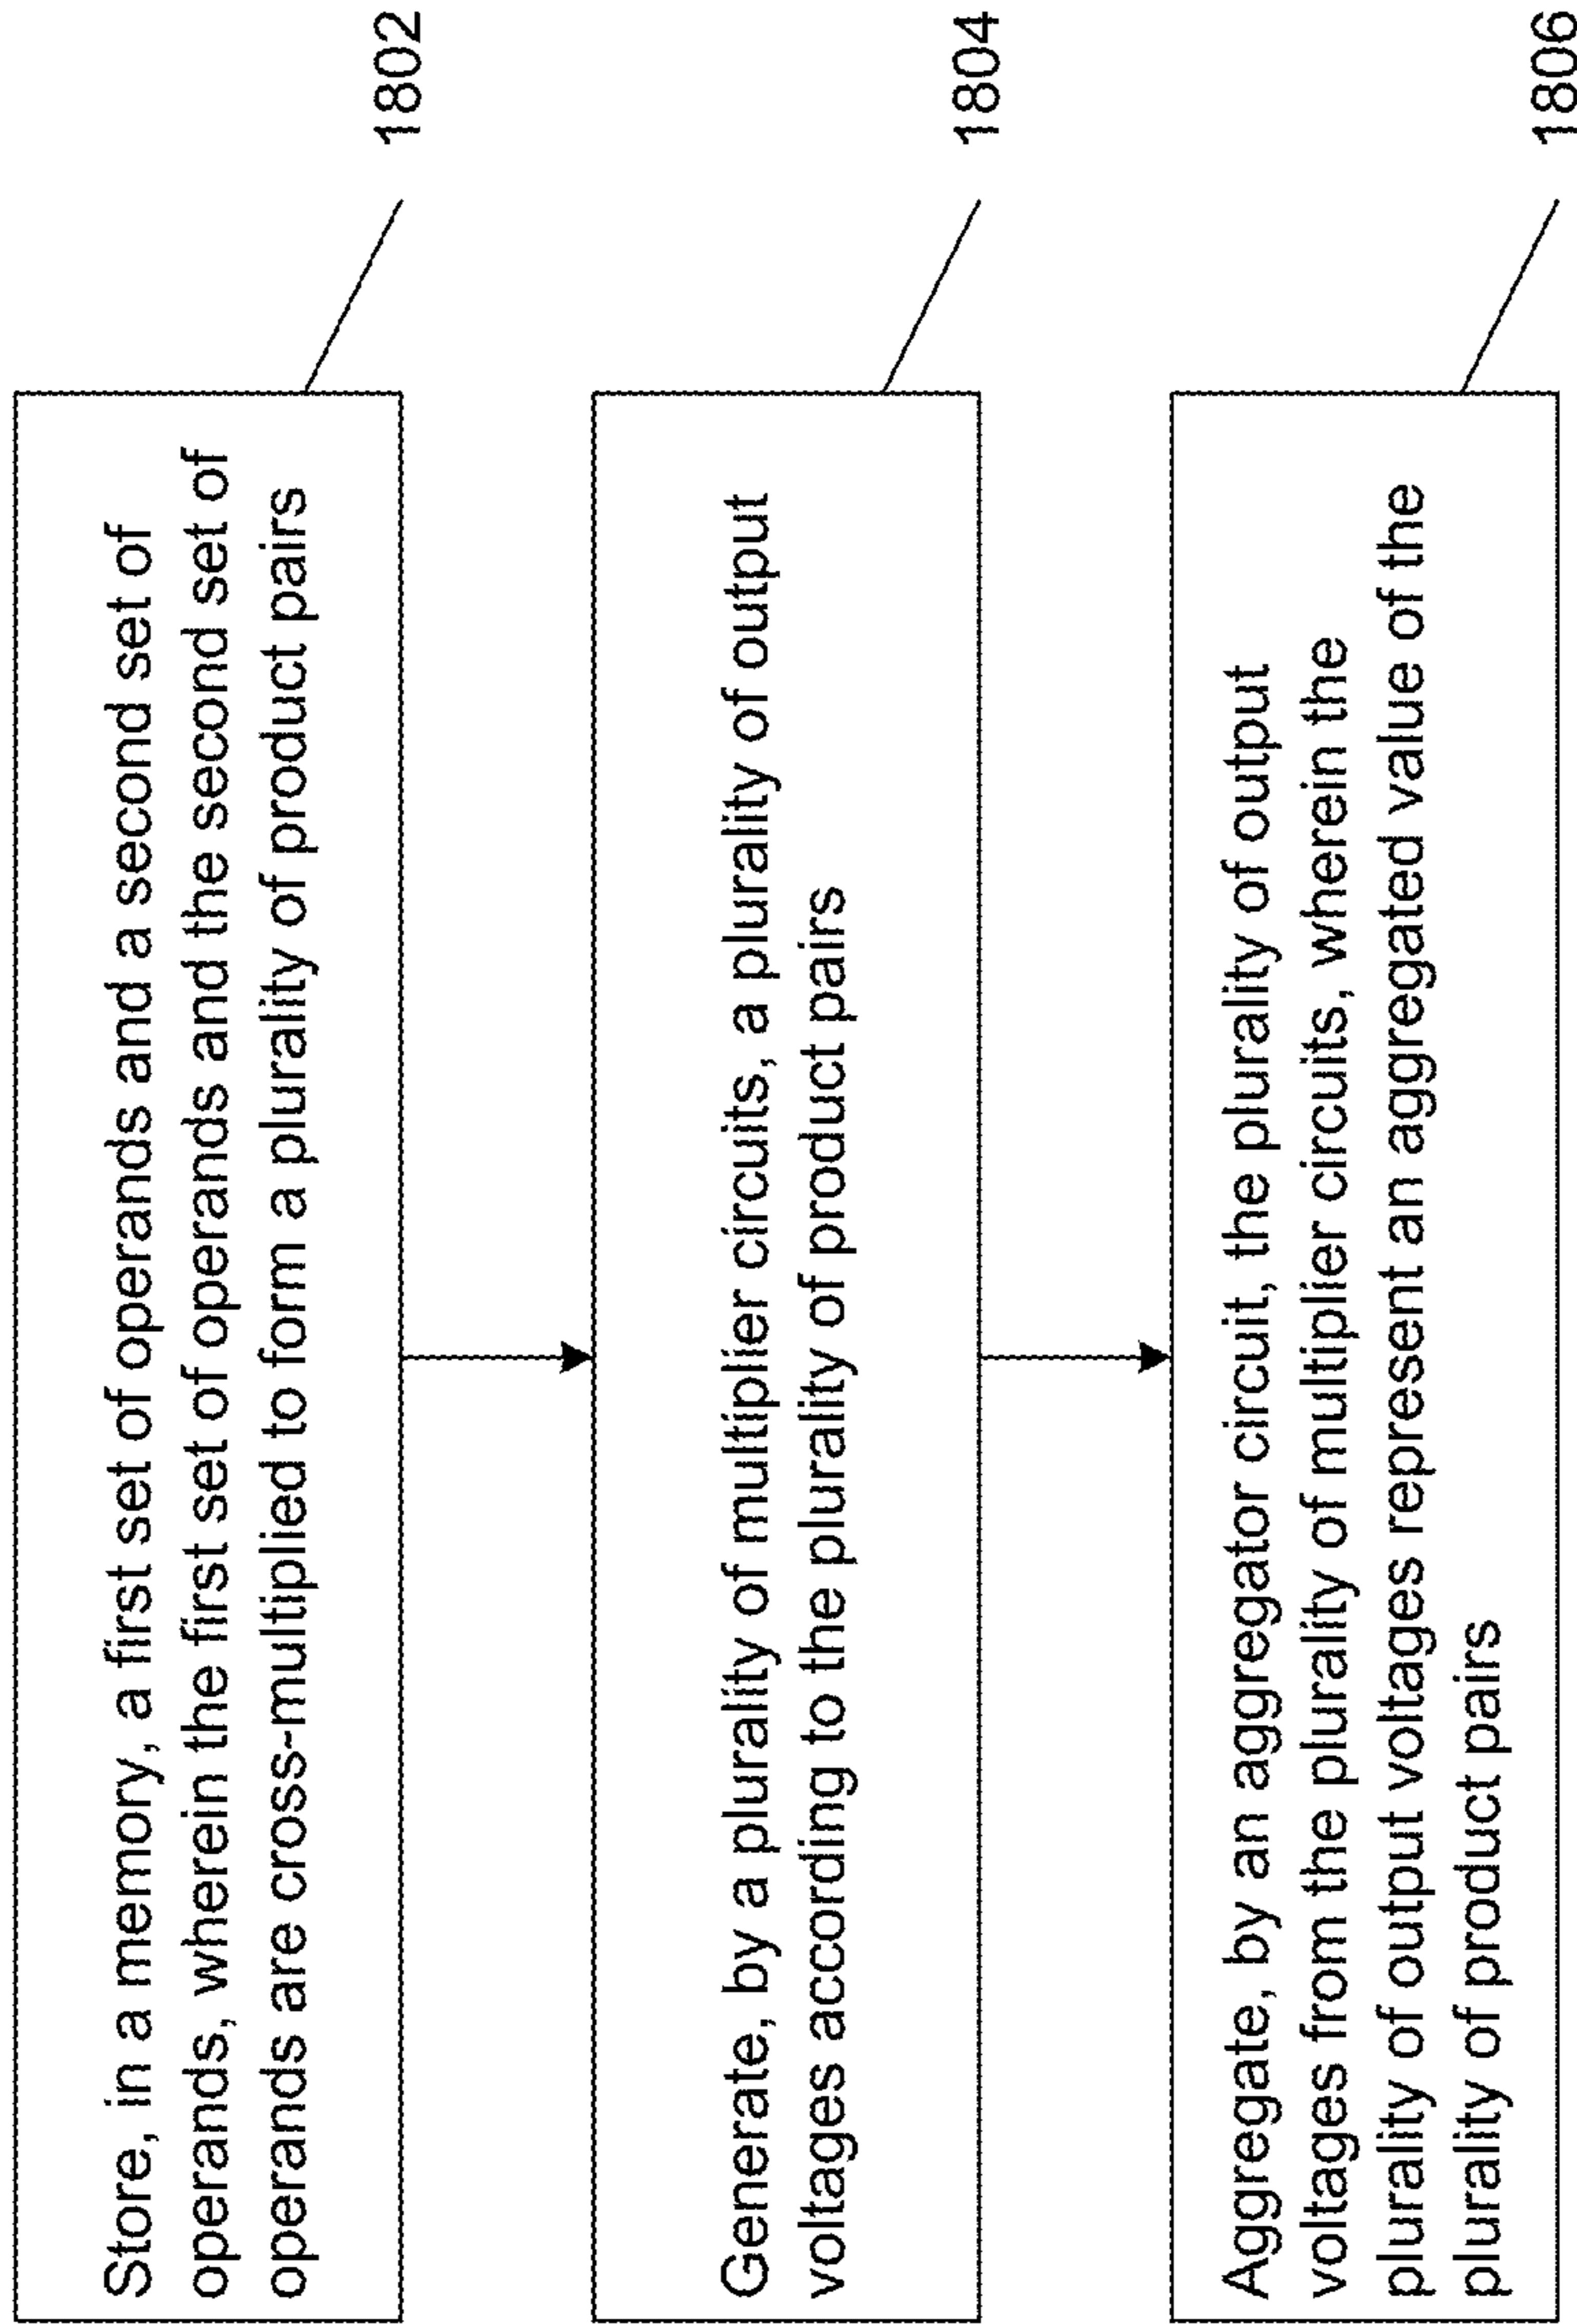 Store, in a memory, a first set of operands and a second set of
operands, wherein the first set of operands and the second set of
operands are cross-multiplied to form a plurality of product pairs
1802
Generate, by a plurality of multiplier circuits, a plurality of output
voltages according to the plurality of product pairs
1804
Aggregate, by an aggregator circuit, the plurality of output
voltages from the plurality of multiplier circuits, wherein the
plurality of output voltages represent an aggregated value of the
plurality of product pairs
1806